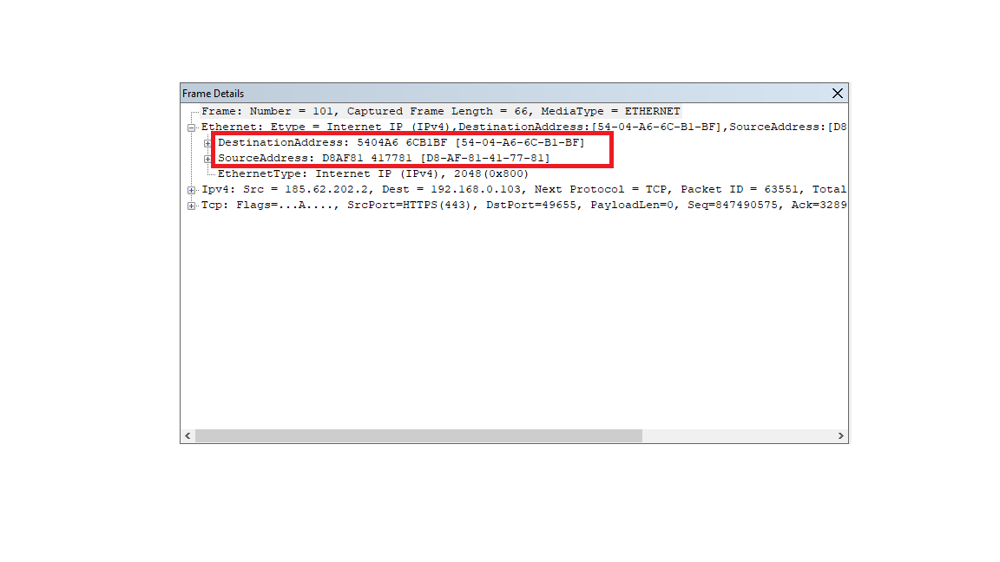 Frame Details
Frame: Number = 101, Captured Frame Length = 66, MediaType = ETHERNET
Ethernet: Etype = Internet IP (IPv4),DestinationAddress:[54-04-A6-6C-B1-BF],SourceAddress:[D8
DestinationAddress: 5404A6 6CB1BF [54-04-A6-6C-B1-BF]
SourceAddress: D8AF81 417781 [D8-AF-81-41-77-81]
EthernetType: Internet IP (IPv4), 2048(0x800)
Ipv4: Src = 185.62.202.2, Dest = 192.168.0.103, Next Protocol = TCP, Packet ID = 63551, Total
Tcp: Flags=...A...., SrcPort=HTTPS(443), DstPort=49655, PayloadLen=0, Seq=847490575, Ack=3289